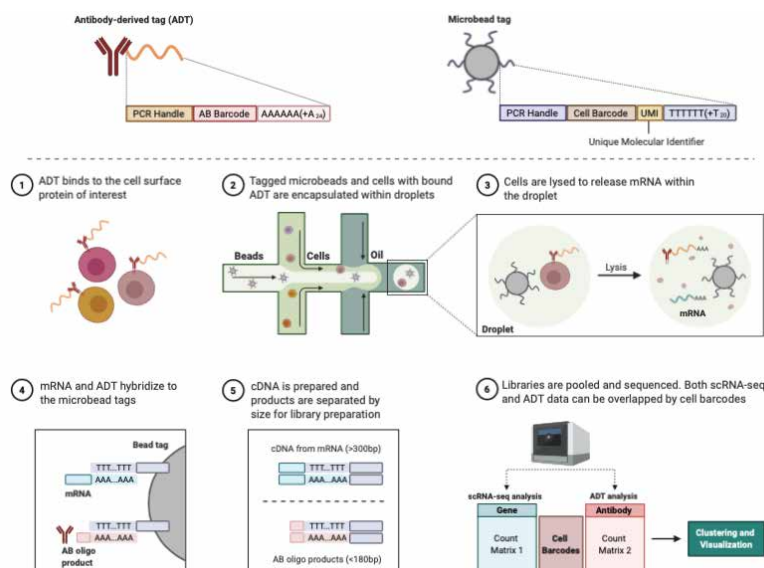 Antibody-derived tag (ADT)
PCR Handle
AB Barcode
AAAAAA(+A 24)
Microbead tag
PCR Handle
Cell Barcode
UMI
TTTTTT(+T 20)
Unique Molecular Identifier
1
ADT binds to the cell surface
protein of interest
2
Tagged microbeads and cells with bound
ADT are encapsulated within droplets
Beads
Cells
Oil
3
Cells are lysed to release mRNA within
the droplet
Lysis
AAA
AAA
mRNA
Droplet
4
mRNA and ADT hybridize to
the microbead tags
Bead tag
TTT...TTT
AAA...AAA
mRNA
TTT...TTT
AAA...AAA
AB oligo
product
5
cDNA is prepared and
products are separated by
size for library preparation
cDNA from mRNA (>300bp)
TTT...TTT
AAA...AAA
TTT...TTT
AAA...AAA
AB oligo products (<180bp)
6
Libraries are pooled and sequenced. Both scRNA-seq
and ADT data can be overlapped by cell barcodes
scRNA-seq analysis
ADT analysis
Gene
Count
Matrix 1
Cell
Barcodes
Antibody
Count
Matrix 2
Clustering and
Visualization